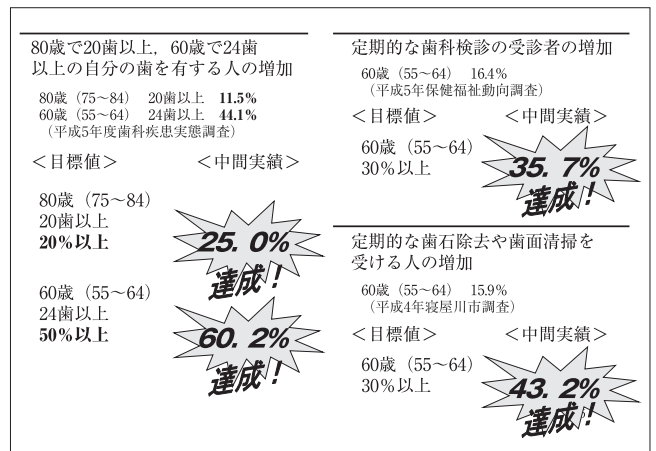 80歳で20歯以上，60歳で24歯
以上の自分の歯を有する人の増加
80歳（75～84） 20歯以上 11.5%
60歳（55～64） 24歯以上 44.1%
（平成5年度歯科疾患実態調査）
＜目標値＞ ＜中間実績＞
80歳（75～84）
20歯以上
20%以上
25. 0%
達成！
60歳（55～64）
24歯以上
50%以上
60. 2%
達成！
定期的な歯科検診の受診者の増加
60歳（55～64） 16.4%
（平成5年保健福祉動向調査）
＜目標値＞ ＜中間実績＞
60歳（55～64）
30%以上
35. 7%
達成！
定期的な歯石除去や歯面清掃を
受ける人の増加
60歳（55～64） 15.9%
（平成4年寝屋川市調査）
＜目標値＞ ＜中間実績＞
60歳（55～64）
30%以上
43. 2%
達成！